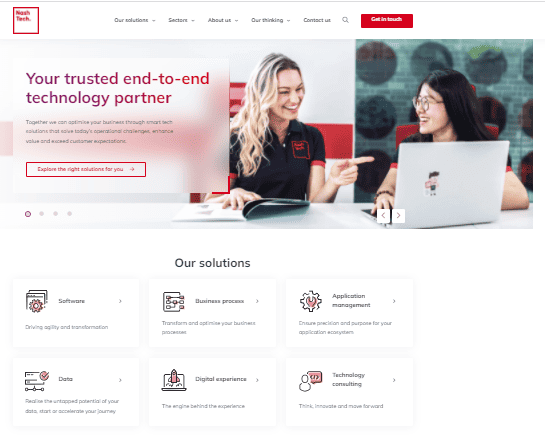 Nash
Tech.
Our solutions
Sectors
About us
Our thinking
Contact us
Get in touch
Your trusted end-to-end
technology partner
Together we can optimise your business through smart tech
solutions that solve today's operational challenges, enhance
value and exceed customer expectations.
Explore the right solutions for you
Our solutions
Software
Driving agility and transformation
Business process
Transform and optimise your business
processes
Application
management
Ensure precision and purpose for your
application ecosystem
Data
Realise the untapped potential of your
data, start or accelerate your journey
Digital experience
The engine behind the experience
Technology
consulting
Think, innovate and move forward